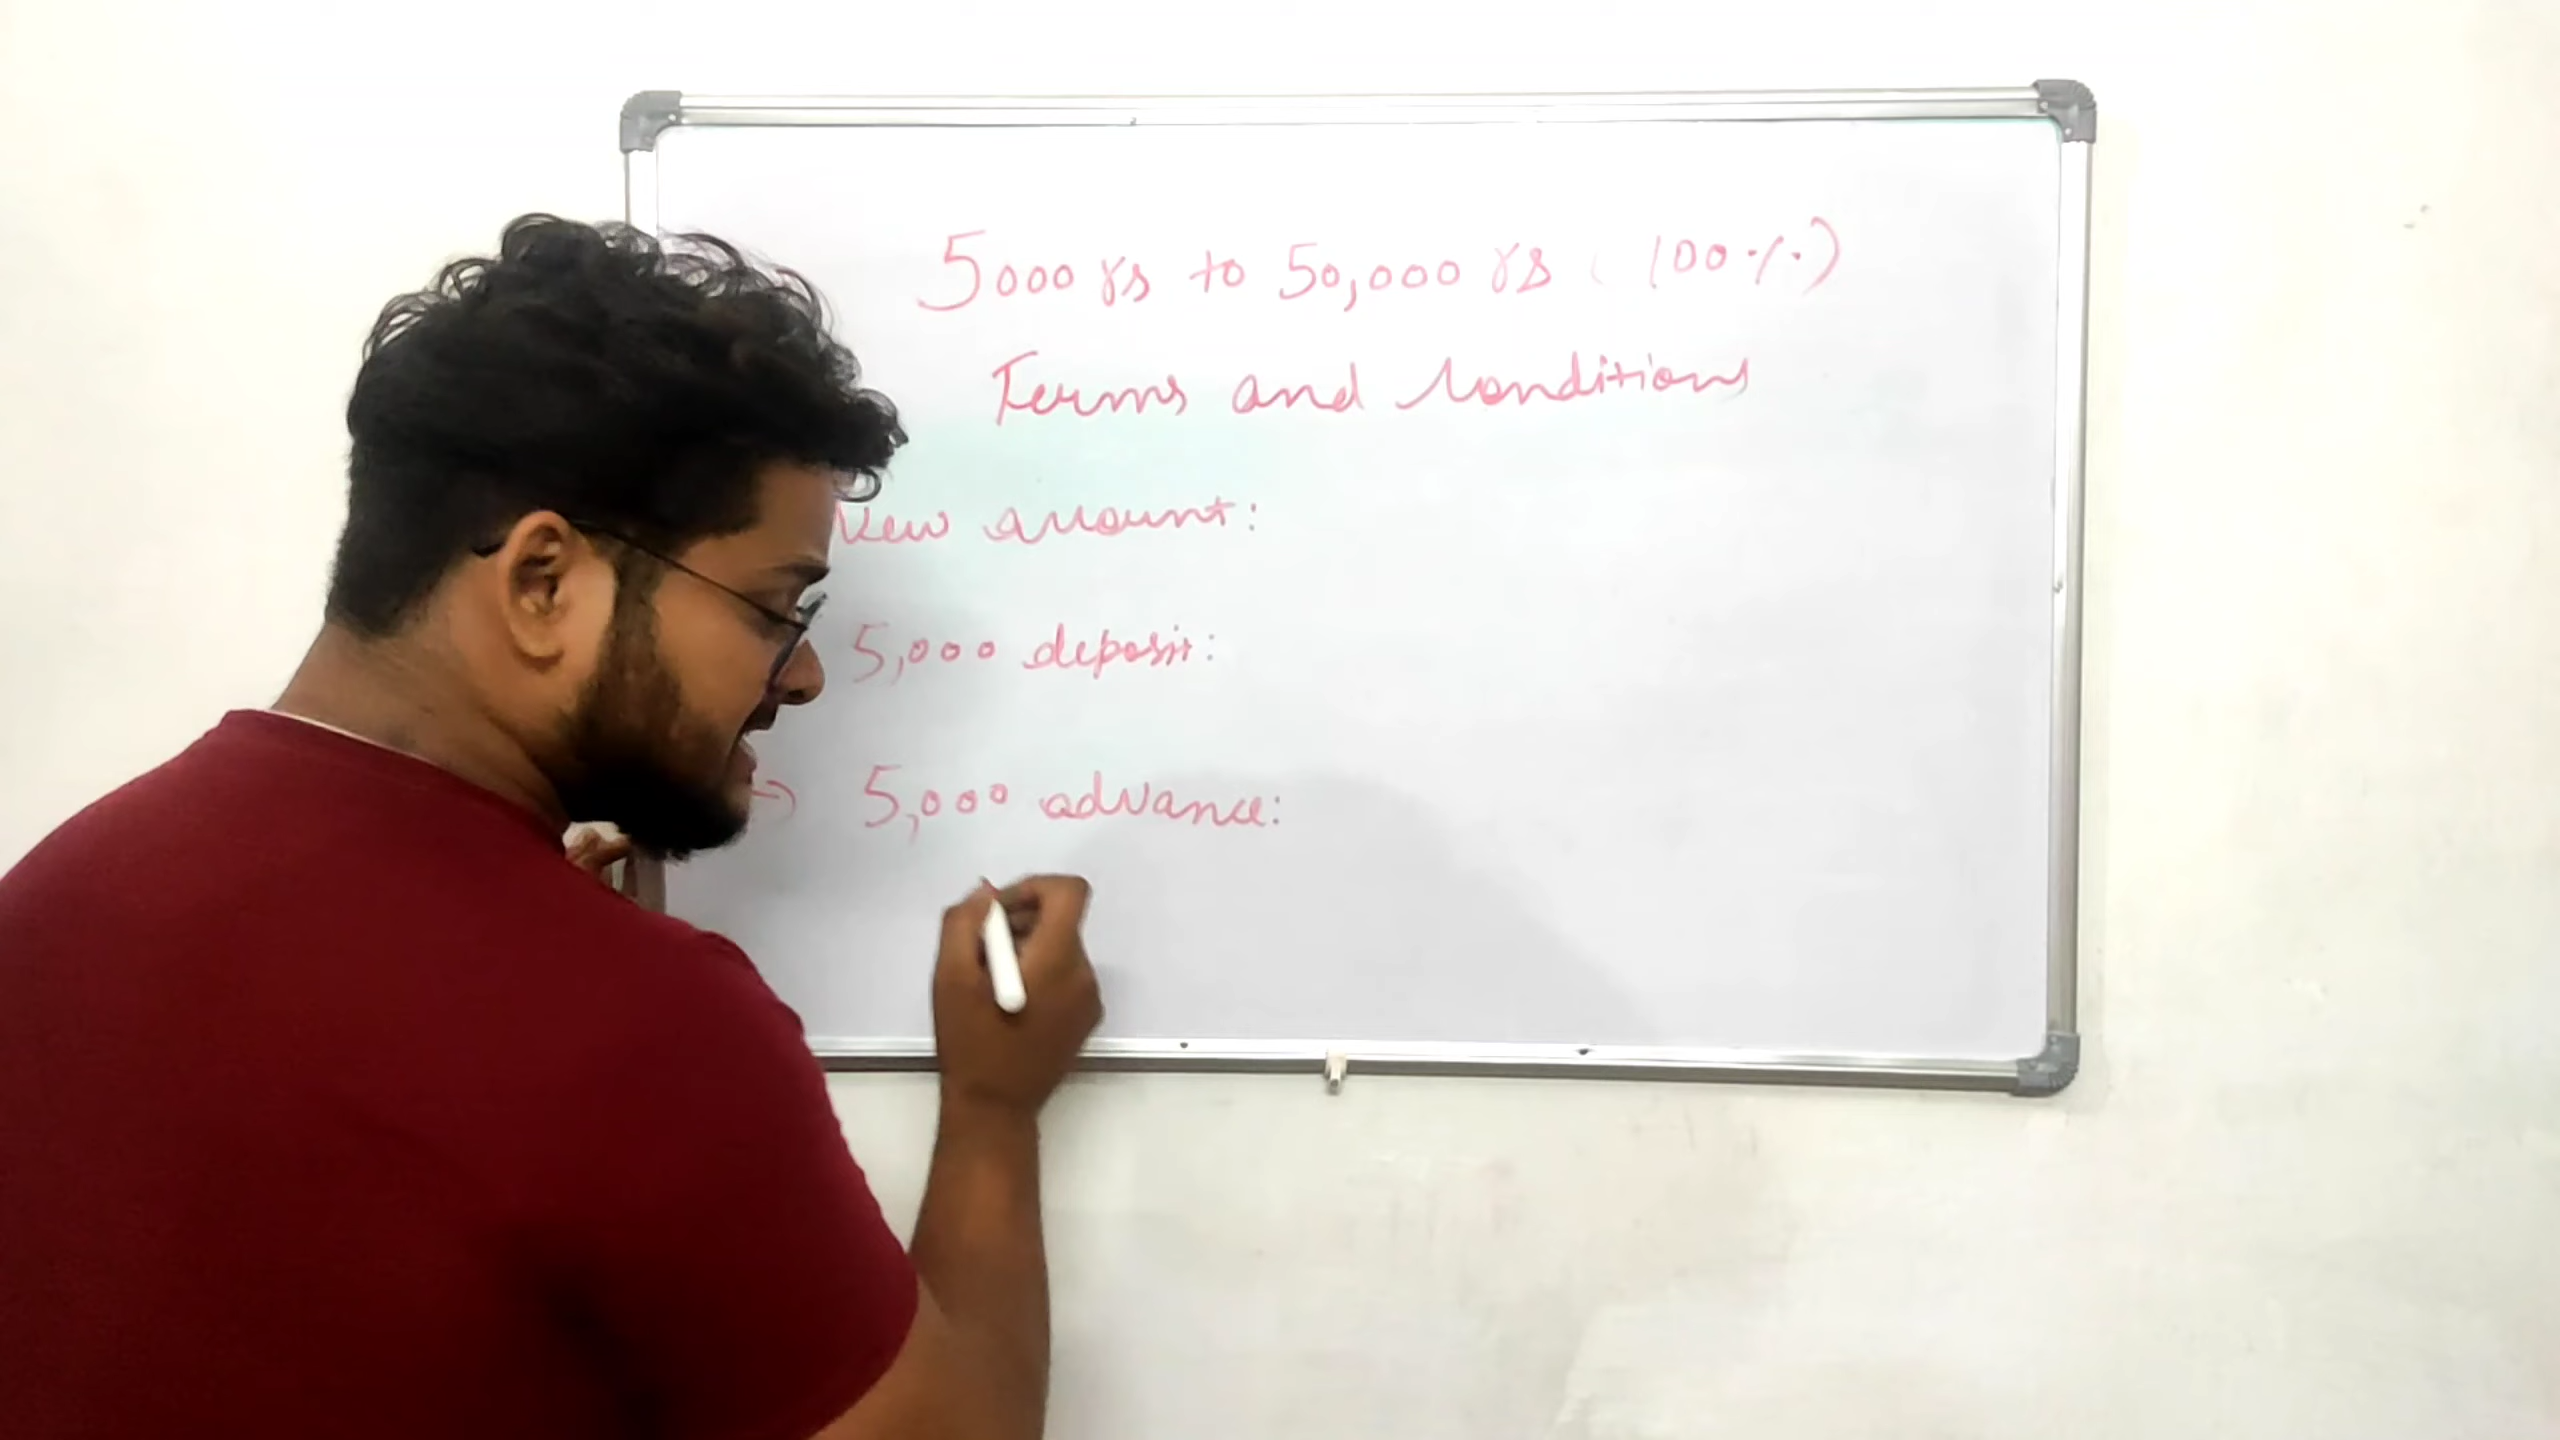 5000 rs to 50,000 rs (100%)
Terms and Conditions
New amount:
5,000 deposit:
→ 5,000 advance: